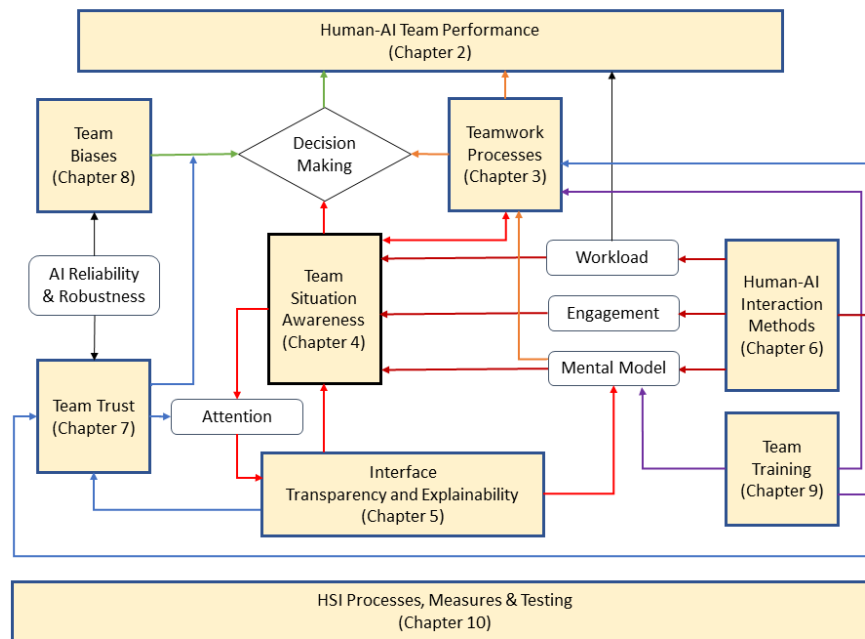 Human-AI Team Performance
(Chapter 2)
Team
Biases
(Chapter 8)
Decision
Making
Teamwork
Processes
(Chapter 3)
AI Reliability
& Robustness
Team
Situation
Awareness
(Chapter 4)
Workload
Engagement
Mental Model
Human-AI
Interaction
Methods
(Chapter 6)
Team Trust
(Chapter 7)
Attention
Interface
Transparency and Explainability
(Chapter 5)
Team
Training
(Chapter 9)
HSI Processes, Measures & Testing
(Chapter 10)